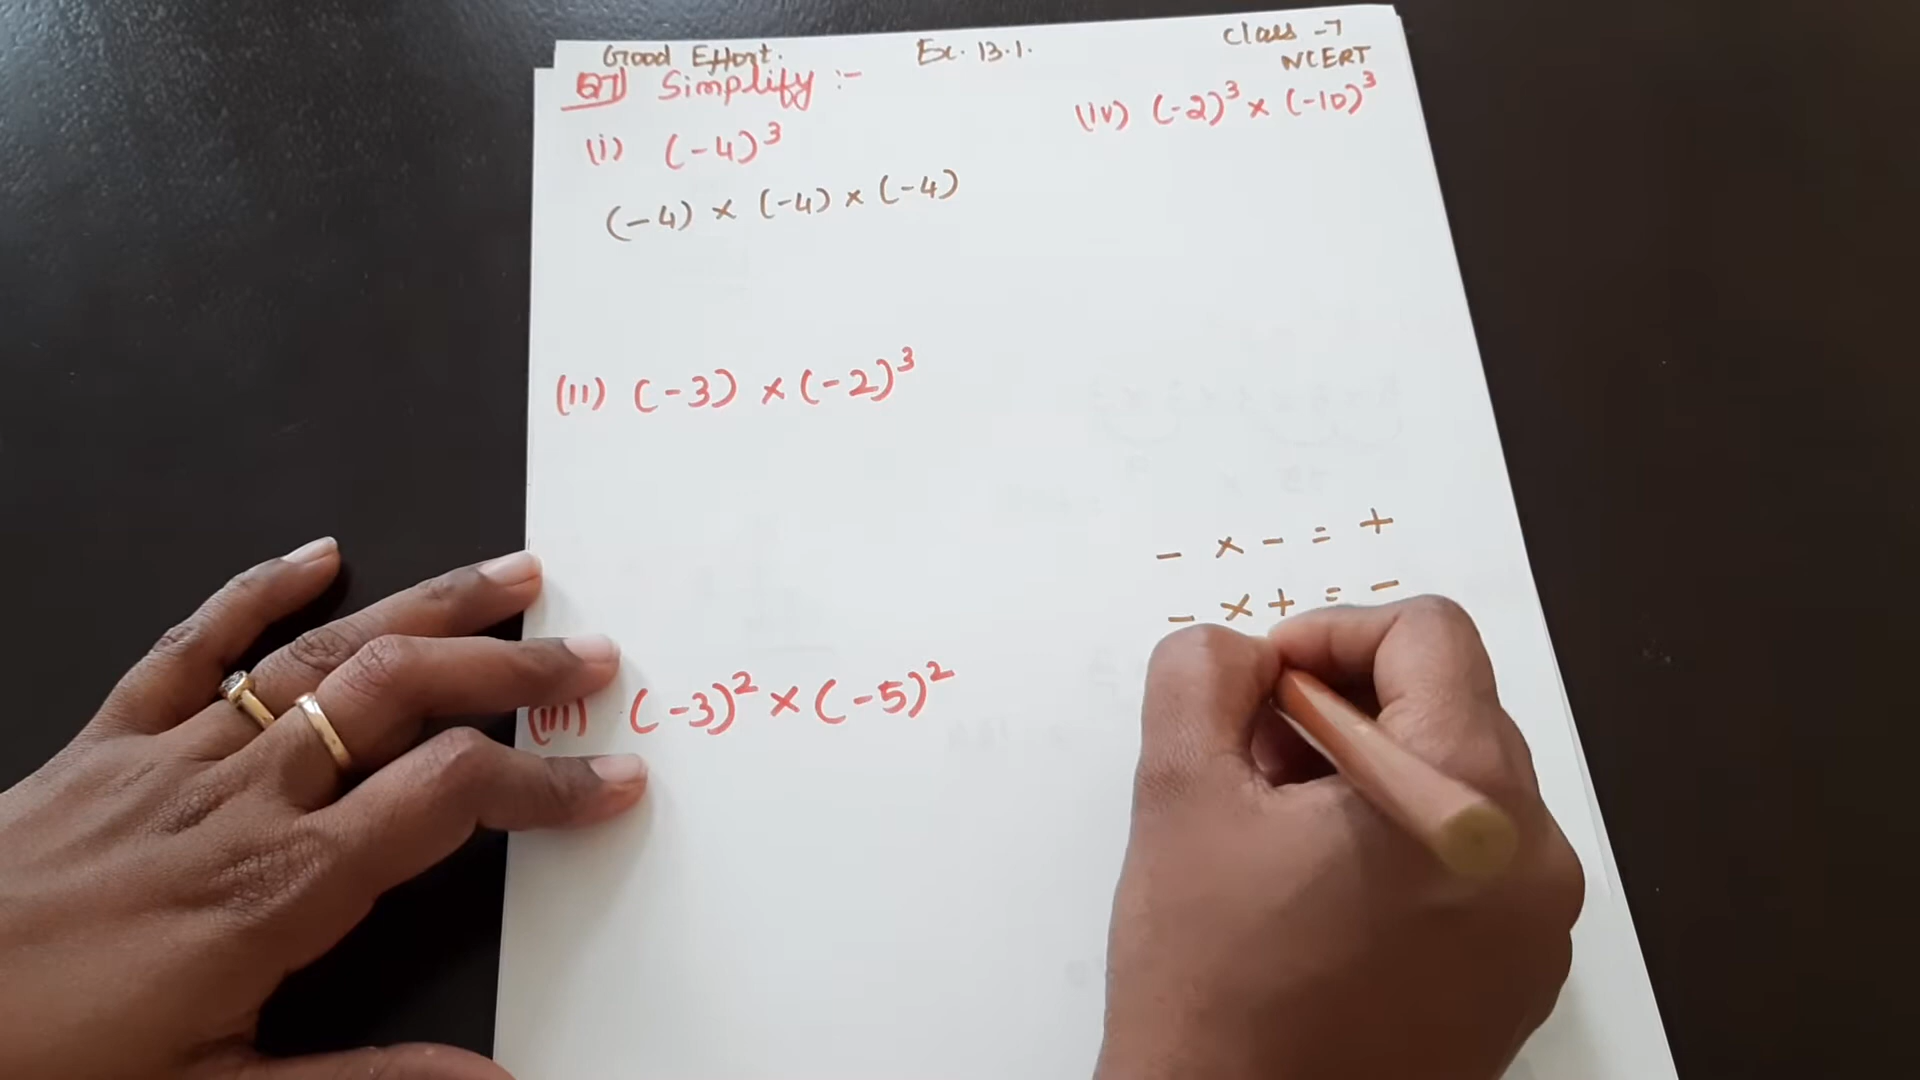 Good Effort. Ex. 13.1. Class -7
NCERT
Q7) Simplify :-
(i) (-4)³
(-4) × (-4) × (-4)
(ii) (-3) × (-2)³
(iii) (-3)² × (-5)²
(iv) (-2)³ × (-10)³
- × - = +
- × + = -